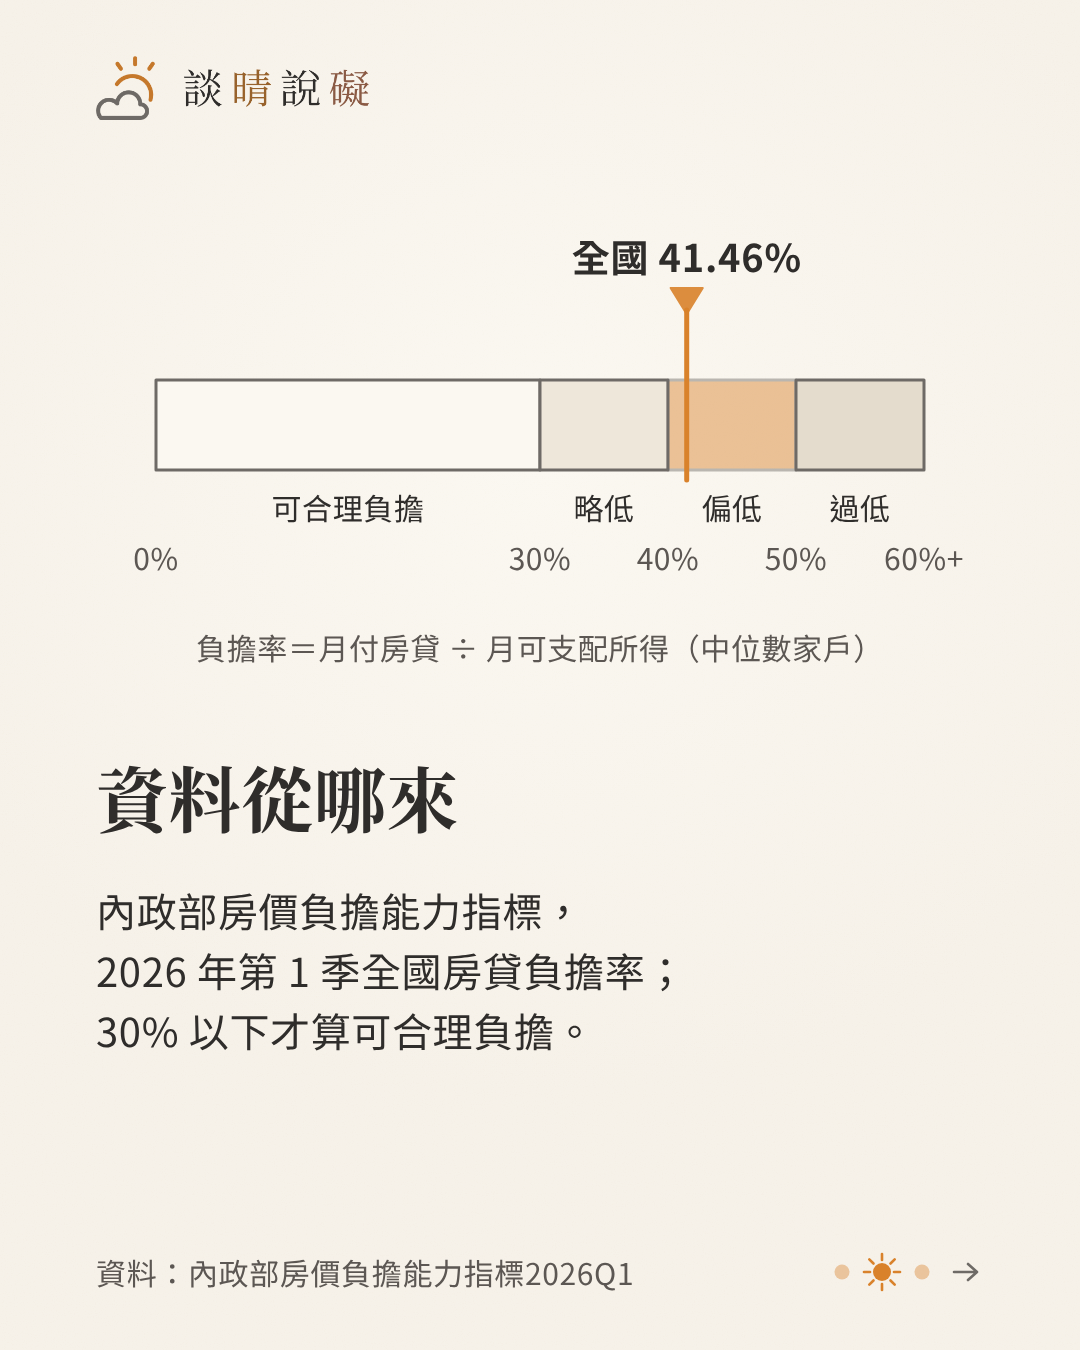 談晴說礙
全國 41.46%
可合理負擔 略低 偏低 過低
0% 30% 40% 50% 60%+
負擔率＝月付房貸 ÷ 月可支配所得（中位數家戶）
資料從哪來
內政部房價負擔能力指標，
2026 年第 1 季全國房貸負擔率；
30% 以下才算可合理負擔。
資料：內政部房價負擔能力指標2026Q1